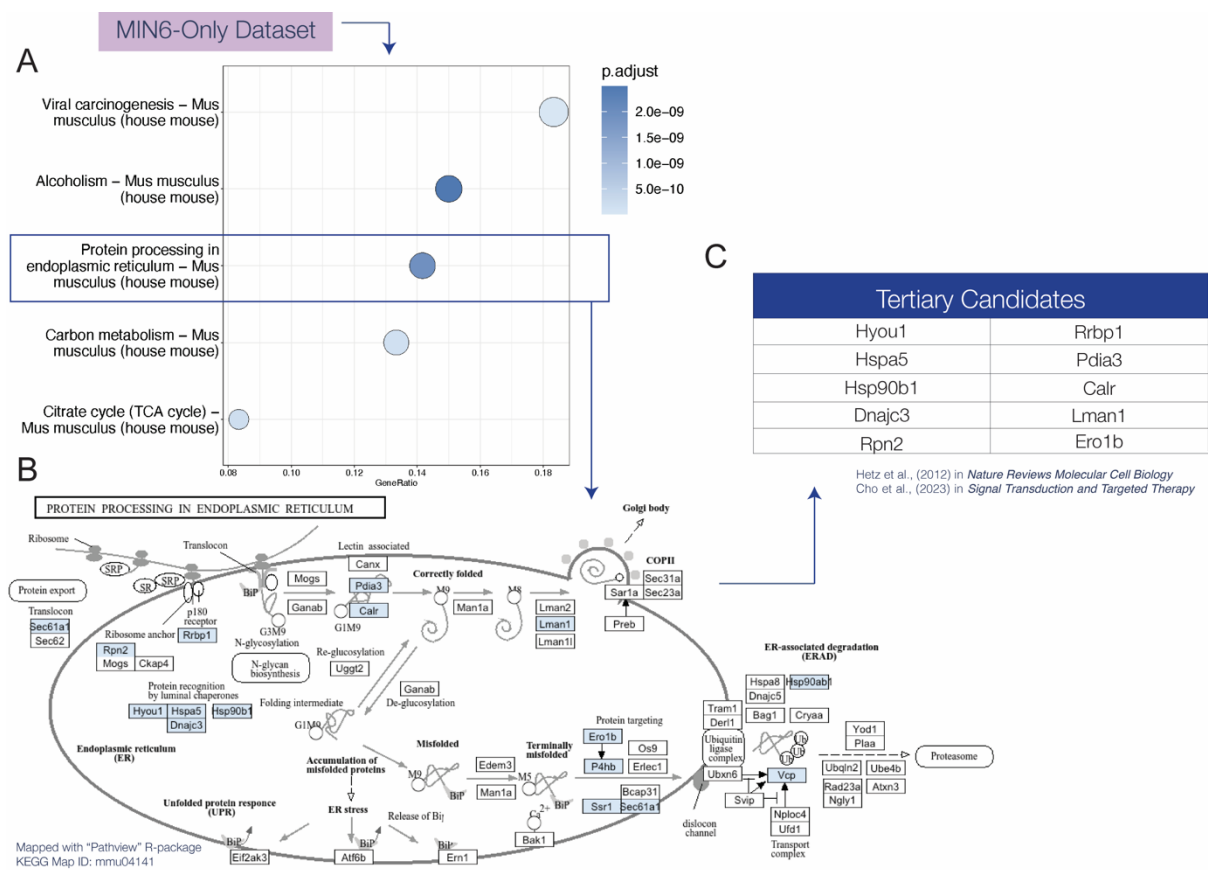 MIN6-Only Dataset
A
Viral carcinogenesis – Mus
musculus (house mouse)
Alcoholism – Mus musculus
(house mouse)
Protein processing in
endoplasmic reticulum – Mus
musculus (house mouse)
Carbon metabolism – Mus
musculus (house mouse)
Citrate cycle (TCA cycle) –
Mus musculus (house mouse)
0.08 0.10 0.12 0.14 0.16 0.18
GeneRatio
p.adjust
2.0e-09
1.5e-09
1.0e-09
5.0e-10
C
Tertiary Candidates
Hyou1 Rrbp1
Hspa5 Pdia3
Hsp90b1 Calr
Dnajc3 Lman1
Rpn2 Ero1b
Hetz et al., (2012) in Nature Reviews Molecular Cell Biology
Cho et al., (2023) in Signal Transduction and Targeted Therapy
B
PROTEIN PROCESSING IN ENDOPLASMIC RETICULUM
Ribosome
SRP
SR
SRP
Protein export
Translocon
Sec61a1
Sec62
Translocon
BiP
p180
receptor
Rrbp1
Ribosome anchor
Rpn2
Mogs Ckap4
Mogs
Ganab
G3M9
N-glycosylation
N-glycan
biosynthesis
Lectin associated
Canx
Pdia3
Calr
G1M9
Correctly folded
M9
Man1a
M8
Lman2
Lman1
Lman1l
Golgi body
COPII
Sec31a
Sar1a Sec23a
Preb
Re-glucosylation
Uggt2
Ganab
De-glucosylation
Protein recognition
by luminal chaperones
Hyou1 Hspa5 Hsp90b1
Dnajc3
Folding intermediate
G1M9
Endoplasmic reticulum
(ER)
Accumulation of
misfolded proteins
Misfolded
M9
BiP
Edem3
Man1a
Terminally
misfolded
M5
BiP
Protein targeting
Ero1b
P4hb
Os9
Erlec1
Bcap31
Ssr1 Sec61a1
2+
Bak1
Unfolded protein responce
(UPR)
ER stress
BiP
Eif2ak3
BiP
Atf6b
Ern1
ER-associated degradation
(ERAD)
Hspa8 Hsp90ab1
Dnajc5
Tram1
Derl1
Bag1 Cryaa
Ubiquitin
ligase
complex
Ub
Ub
Ub
Ubxn6
Vcp
Svip
dislocon
channel
Nploc4
Ufd1
Transport
complex
Yod1
Plaa
Ubqln2 Ube4b
Rad23a Atxn3
Ngly1
Proteasome
Mapped with "Pathview" R-package
KEGG Map ID: mmu04141